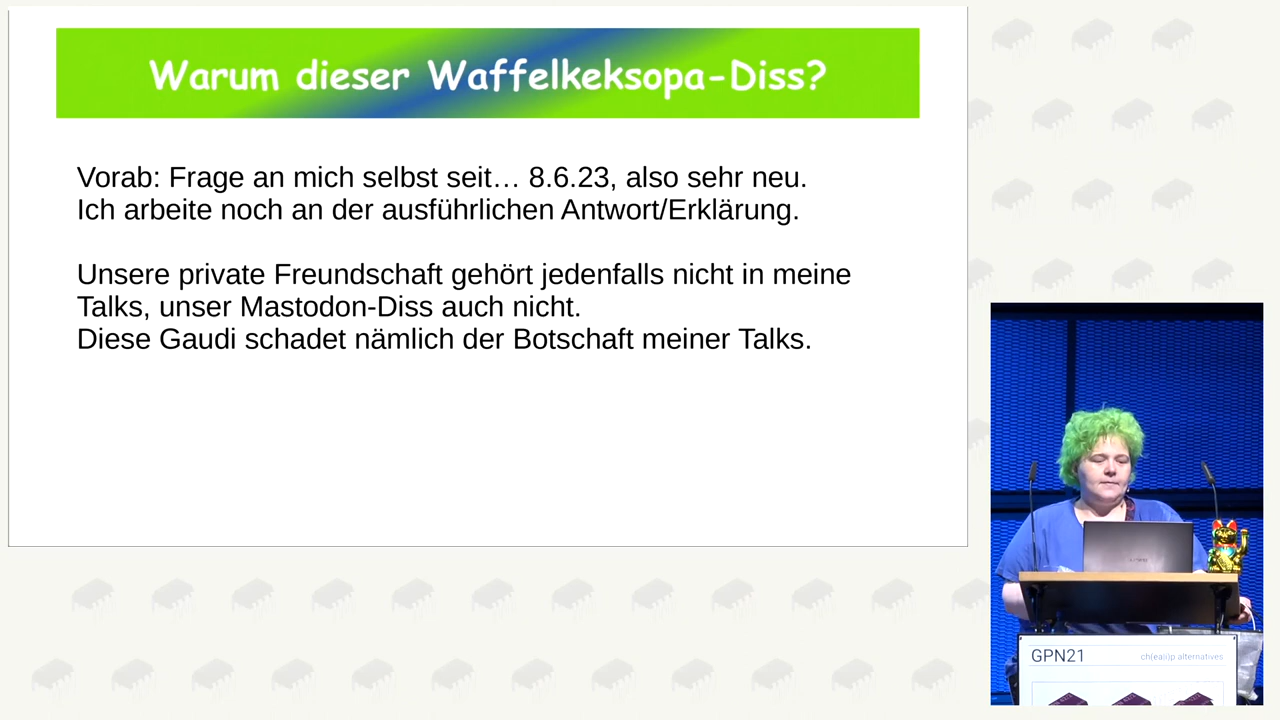 Warum dieser Waffelkeksopa-Diss?
Vorab: Frage an mich selbst seit… 8.6.23, also sehr neu.
Ich arbeite noch an der ausführlichen Antwort/Erklärung.
Unsere private Freundschaft gehört jedenfalls nicht in meine
Talks, unser Mastodon-Diss auch nicht.
Diese Gaudi schadet nämlich der Botschaft meiner Talks.
GPN21
ch(ea)i)p alternatives